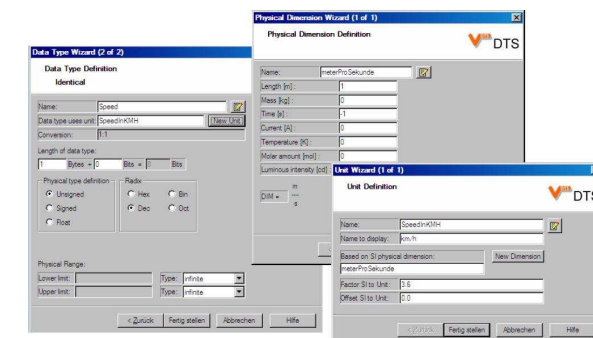 Data Type Wizard (2 of 2)
Data Type Definition
Identical
Name: Speed
Data type uses unit: SpeedInKMH New Unit
Conversion: 1:1
Length of data type:
1 Bytes + 0 Bits = 8 Bits
Physical type definition Radix
Unsigned Hex Bin
Signed Dec Oct
Float
Physical Range:
Lower limit: Type: infinite
Upper limit: Type: infinite
< Zurück Fertig stellen Abbrechen Hilfe
Physical Dimension Wizard (1 of 1)
Physical Dimension Definition
DTS
Name: meterProSekunde
Length [m] : 1
Mass [kg] : 0
Time [s] : -1
Current [A] : 0
Temperature [K] : 0
Molar amount [mol] : 0
Luminous intensity [cd] :
DIM = m
s
Unit Wizard (1 of 1)
Unit Definition
DTS
Name: SpeedInKMH
Name to display: km/h
Based on SI physical dimension: New Dimension
meterProSekunde
Factor SI to Unit: 3.6
Offset SI to Unit: 0.0
< Zurück Fertig stellen Abbrechen Hilfe